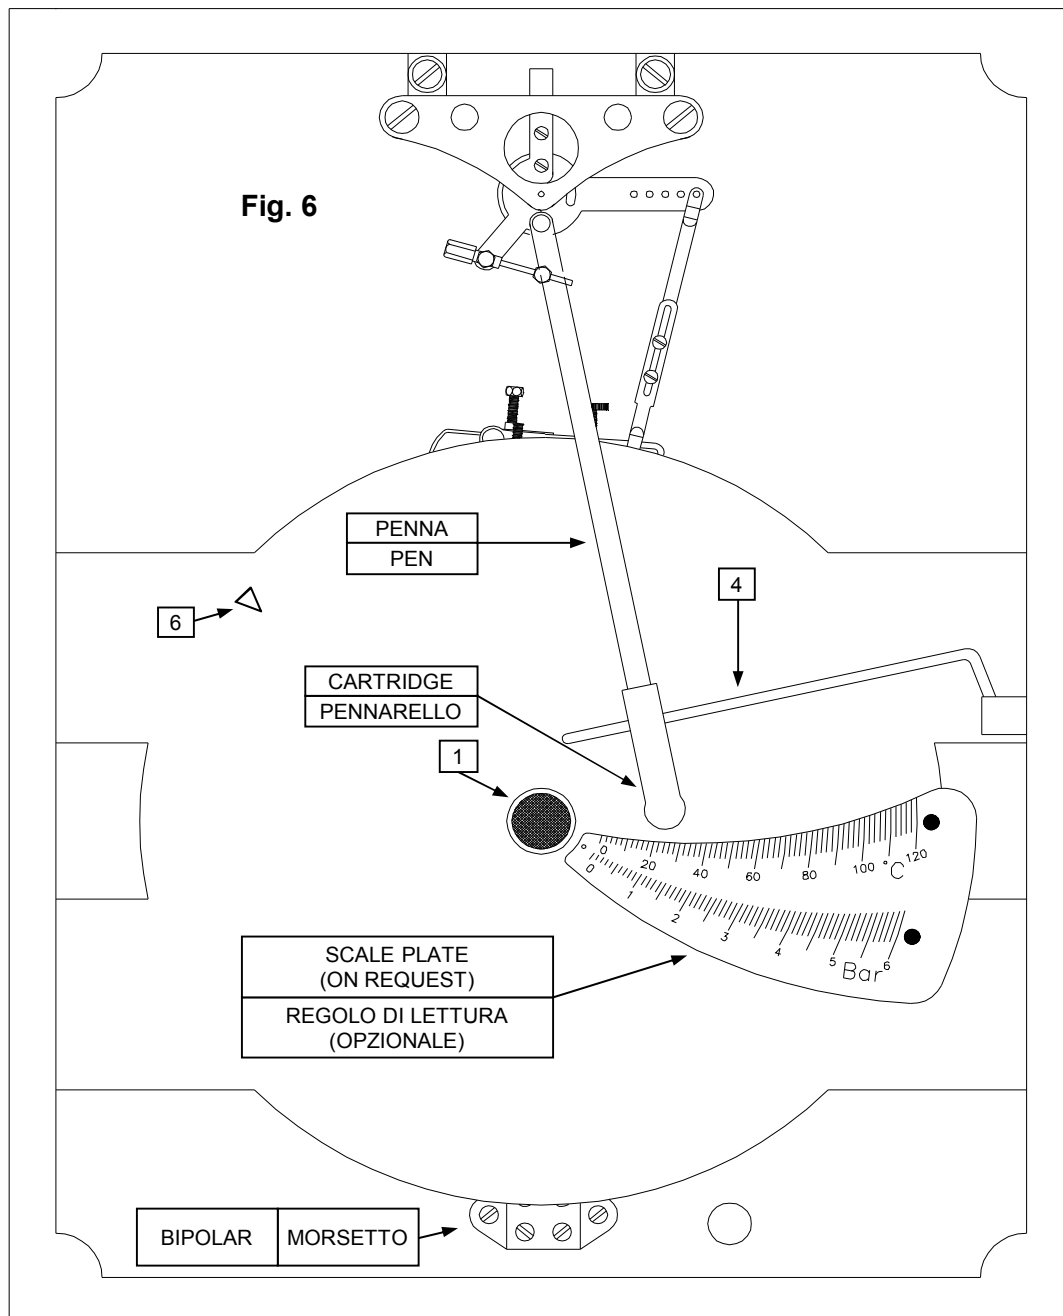 Fig. 6
PENNA
PEN
4
6
CARTRIDGE
PENNARELLO
1
0 20 40 60 80 100 120
°C
0 1 2 3 4 5 6
Bar
SCALE PLATE
(ON REQUEST)
REGOLO DI LETTURA
(OPZIONALE)
BIPOLAR MORSETTO